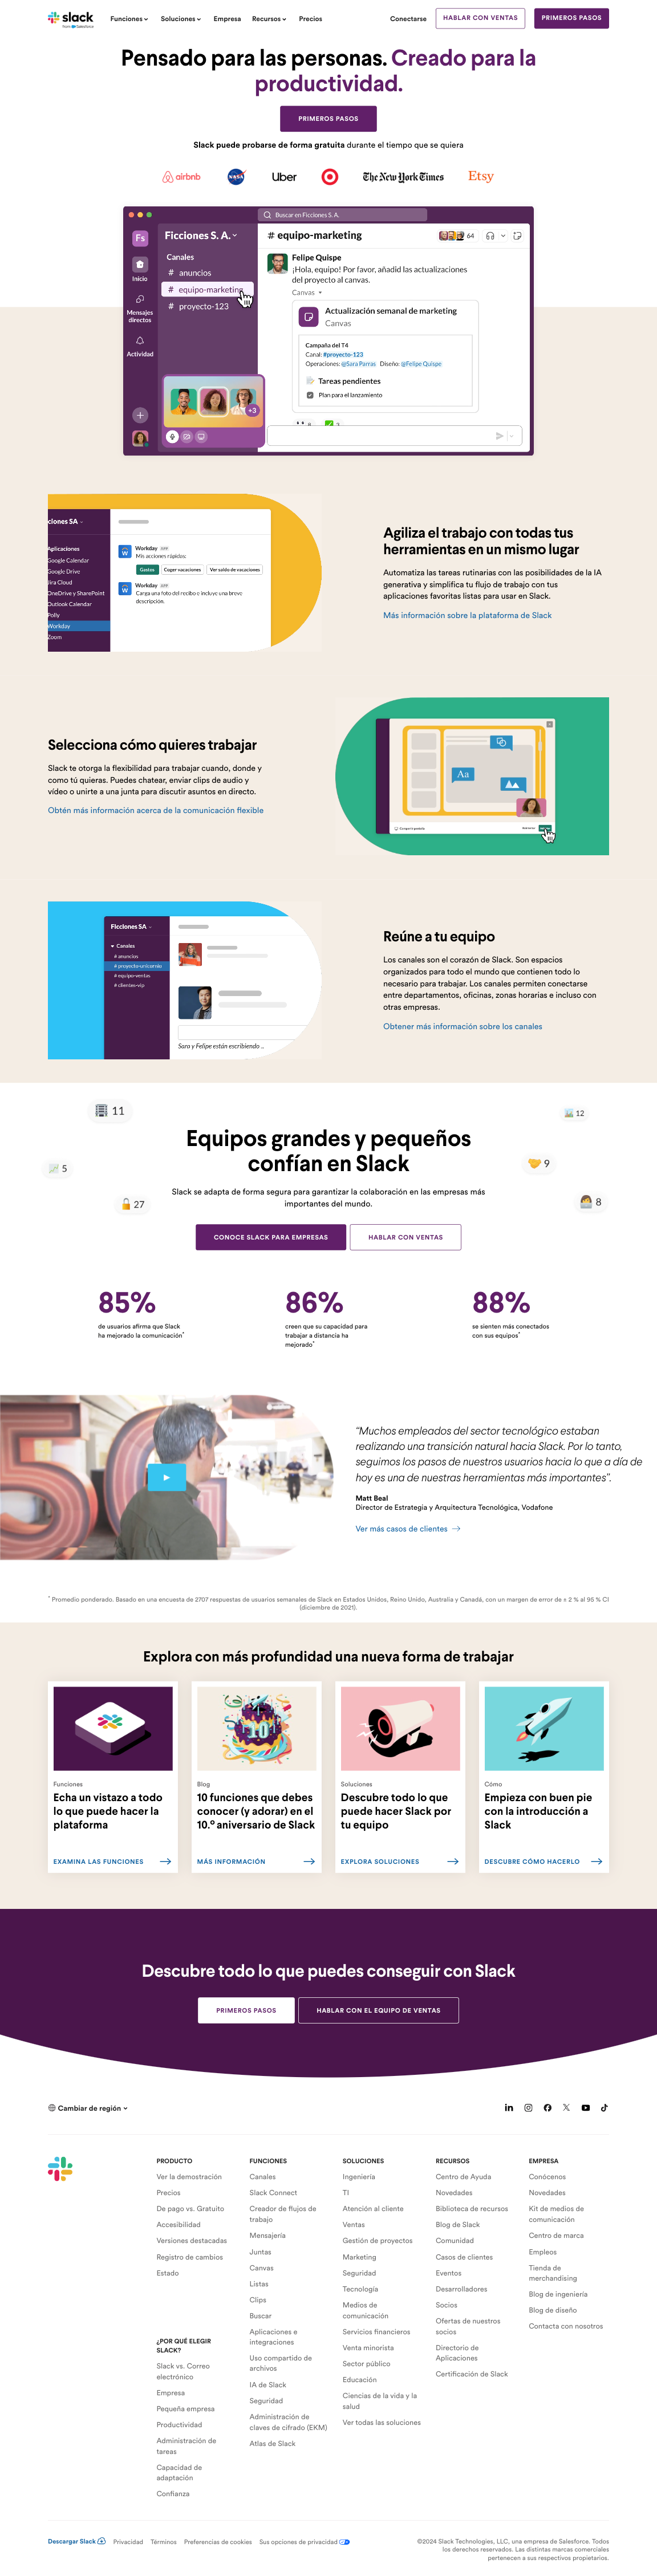 slack
from Salesforce
Funciones
Soluciones
Empresa
Recursos
Precios
Conectarse
HABLAR CON VENTAS
PRIMEROS PASOS
Pensado para las personas. Creado para la
productividad.
PRIMEROS PASOS
Slack puede probarse de forma gratuita durante el tiempo que se quiera
airbnb
NASA
Uber
The New York Times
Etsy
Buscar en Ficciones S. A.
Fs
Inicio
Mensajes
directos
Actividad
Ficciones S. A.
Canales
# anuncios
# equipo-marketing
# proyecto-123
+3
# equipo-marketing
64
Felipe Quispe
¡Hola, equipo! Por favor, añadid las actualizaciones
del proyecto al canvas.
Canvas
Actualización semanal de marketing
Canvas
Campaña del T4
Canal: #proyecto-123
Operaciones: @Sara Parras Diseño: @Felipe Quispe
Tareas pendientes
Plan para el lanzamiento
ciones SA
Aplicaciones
Google Calendar
Google Drive
Jira Cloud
OneDrive y SharePoint
Outlook Calendar
Polly
Workday
Zoom
Workday APP
Mis acciones rápidas:
Gastos
Coger vacaciones
Ver saldo de vacaciones
Workday APP
Carga una foto del recibo e incluye una breve
descripción.
Agiliza el trabajo con todas tus
herramientas en un mismo lugar
Automatiza las tareas rutinarias con las posibilidades de la IA
generativa y simplifica tu flujo de trabajo con tus
aplicaciones favoritas listas para usar en Slack.
Más información sobre la plataforma de Slack
Selecciona cómo quieres trabajar
Slack te otorga la flexibilidad para trabajar cuando, donde y
como tú quieras. Puedes chatear, enviar clips de audio y
vídeo o unirte a una junta para discutir asuntos en directo.
Obtén más información acerca de la comunicación flexible
Aa
Ficciones SA
Canales
# anuncios
# proyecto-unicornio
# equipo-ventas
# clientes-vip
Sara y Felipe están escribiendo ..
Reúne a tu equipo
Los canales son el corazón de Slack. Son espacios
organizados para todo el mundo que contienen todo lo
necesario para trabajar. Los canales permiten conectarse
entre departamentos, oficinas, zonas horarias e incluso con
otras empresas.
Obtener más información sobre los canales
11
12
5
9
27
8
Equipos grandes y pequeños
confían en Slack
Slack se adapta de forma segura para garantizar la colaboración en las empresas más
importantes del mundo.
CONOCE SLACK PARA EMPRESAS
HABLAR CON VENTAS
85%
de usuarios afirma que Slack
ha mejorado la comunicación*
86%
creen que su capacidad para
trabajar a distancia ha
mejorado*
88%
se sienten más conectados
con sus equipos*
"Muchos empleados del sector tecnológico estaban
realizando una transición natural hacia Slack. Por lo tanto,
seguimos los pasos de nuestros usuarios hacia lo que a día de
hoy es una de nuestras herramientas más importantes".
Matt Beal
Director de Estrategia y Arquitectura Tecnológica, Vodafone
Ver más casos de clientes
* Promedio ponderado. Basado en una encuesta de 2707 respuestas de usuarios semanales de Slack en Estados Unidos, Reino Unido, Australia y Canadá, con un margen de error de ± 2 % al 95 % CI
(diciembre de 2021).
Explora con más profundidad una nueva forma de trabajar
Funciones
Echa un vistazo a todo
lo que puede hacer la
plataforma
EXAMINA LAS FUNCIONES
10
Blog
10 funciones que debes
conocer (y adorar) en el
10.º aniversario de Slack
MÁS INFORMACIÓN
Soluciones
Descubre todo lo que
puede hacer Slack por
tu equipo
EXPLORA SOLUCIONES
Cómo
Empieza con buen pie
con la introducción a
Slack
DESCUBRE CÓMO HACERLO
Descubre todo lo que puedes conseguir con Slack
PRIMEROS PASOS
HABLAR CON EL EQUIPO DE VENTAS
Cambiar de región
PRODUCTO
Ver la demostración
Precios
De pago vs. Gratuito
Accesibilidad
Versiones destacadas
Registro de cambios
Estado
¿POR QUÉ ELEGIR
SLACK?
Slack vs. Correo
electrónico
Empresa
Pequeña empresa
Productividad
Administración de
tareas
Capacidad de
adaptación
Confianza
FUNCIONES
Canales
Slack Connect
Creador de flujos de
trabajo
Mensajería
Juntas
Canvas
Listas
Clips
Buscar
Aplicaciones e
integraciones
Uso compartido de
archivos
IA de Slack
Seguridad
Administración de
claves de cifrado (EKM)
Atlas de Slack
SOLUCIONES
Ingeniería
TI
Atención al cliente
Ventas
Gestión de proyectos
Marketing
Seguridad
Tecnología
Medios de
comunicación
Servicios financieros
Venta minorista
Sector público
Educación
Ciencias de la vida y la
salud
Ver todas las soluciones
RECURSOS
Centro de Ayuda
Novedades
Biblioteca de recursos
Blog de Slack
Comunidad
Casos de clientes
Eventos
Desarrolladores
Socios
Ofertas de nuestros
socios
Directorio de
Aplicaciones
Certificación de Slack
EMPRESA
Conócenos
Novedades
Kit de medios de
comunicación
Centro de marca
Empleos
Tienda de
merchandising
Blog de ingeniería
Blog de diseño
Contacta con nosotros
Descargar Slack
Privacidad
Términos
Preferencias de cookies
Sus opciones de privacidad
©2024 Slack Technologies, LLC, una empresa de Salesforce. Todos
los derechos reservados. Las distintas marcas comerciales
pertenecen a sus respectivos propietarios.